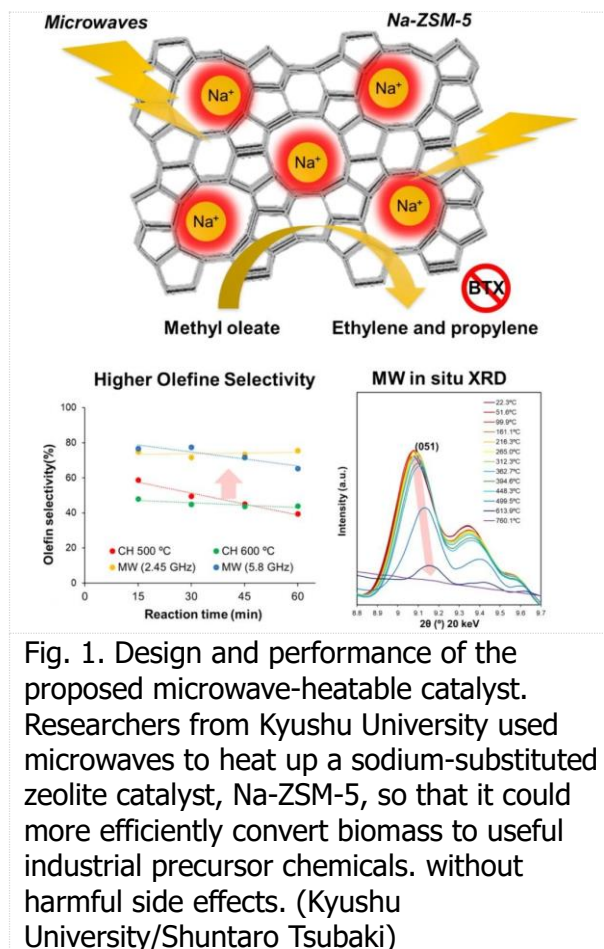 Microwaves
Na-ZSM-5
Na+
Na+
Na+
Na+
Na+
BTX
Methyl oleate
Ethylene and propylene
Higher Olefine Selectivity
Olefin selectivity(%)
100
80
60
40
20
0
0
15
30
45
60
CH 500 ºC
CH 600 ºC
MW (2.45 GHz)
MW (5.8 GHz)
Reaction time (min)
MW in situ XRD
Intensity (a.u.)
(051)
22.3ºC
51.6ºC
99.9ºC
161.1ºC
216.3ºC
265.0ºC
312.3ºC
362.7ºC
394.6ºC
448.3ºC
499.5ºC
613.9ºC
760.1ºC
8.8 8.9 9 9.1 9.2 9.3 9.4 9.5 9.6 9.7
2θ (º) 20 keV
Fig. 1. Design and performance of the
proposed microwave-heatable catalyst.
Researchers from Kyushu University used
microwaves to heat up a sodium-substituted
zeolite catalyst, Na-ZSM-5, so that it could
more efficiently convert biomass to useful
industrial precursor chemicals. without
harmful side effects. (Kyushu
University/Shuntaro Tsubaki)